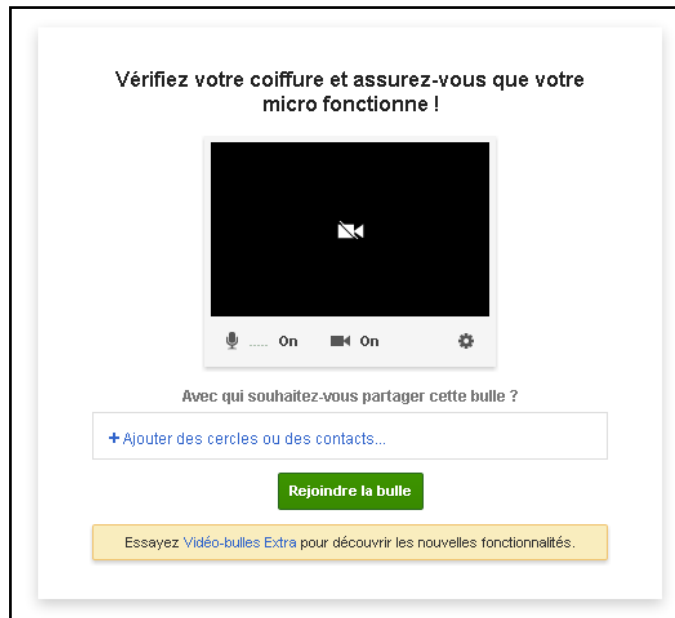 Vérifiez votre coiffure et assurez-vous que votre
micro fonctionne !
..... On On
Avec qui souhaitez-vous partager cette bulle ?
+ Ajouter des cercles ou des contacts...
Rejoindre la bulle
Essayez Vidéo-bulles Extra pour découvrir les nouvelles fonctionnalités.